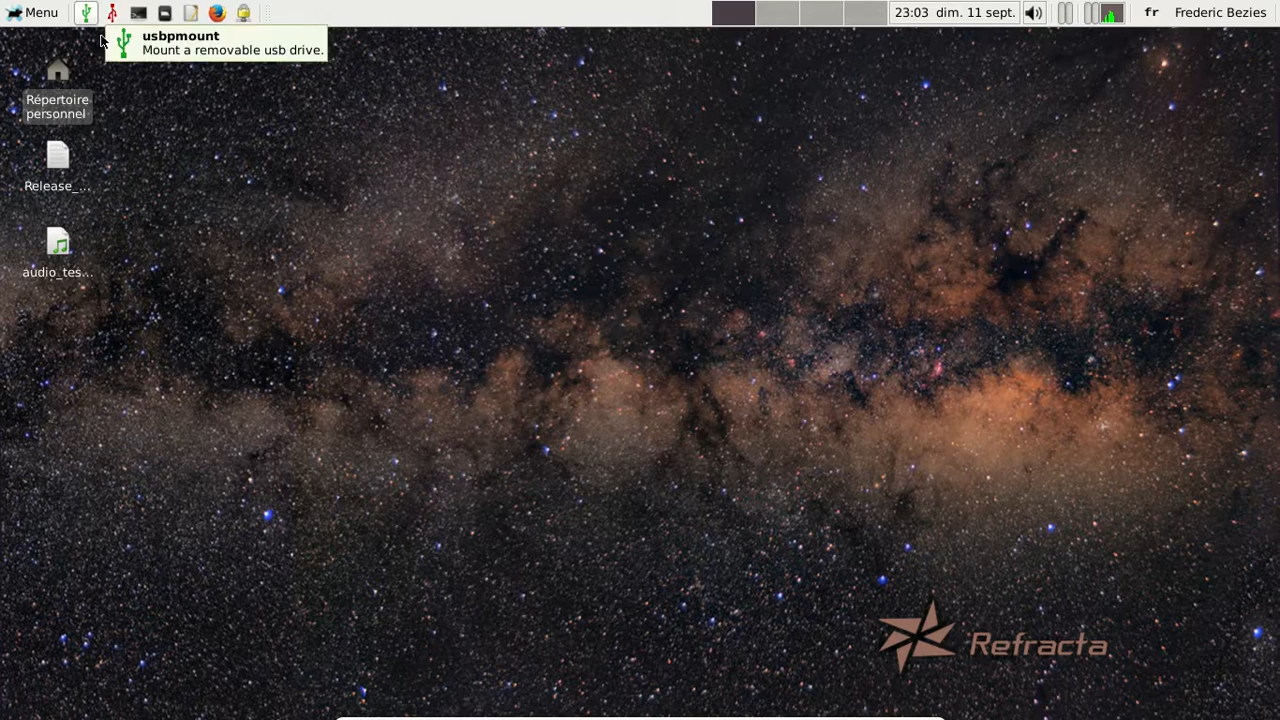 Menu
23:03 dim. 11 sept.
fr
Frederic Bezies
usbpmount
Mount a removable usb drive.
Répertoire
personnel
Release_...
audio_tes...
Refracta